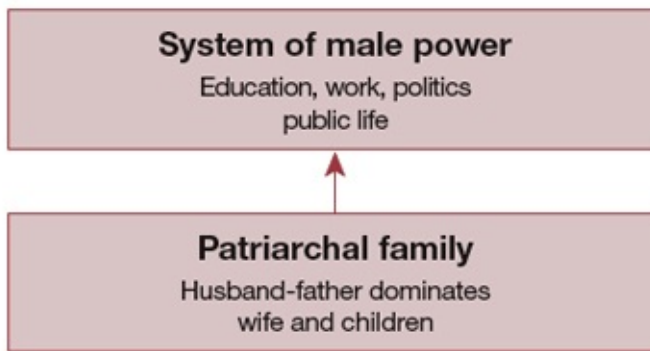 System of male power
Education, work, politics
public life
Patriarchal family
Husband-father dominates
wife and children